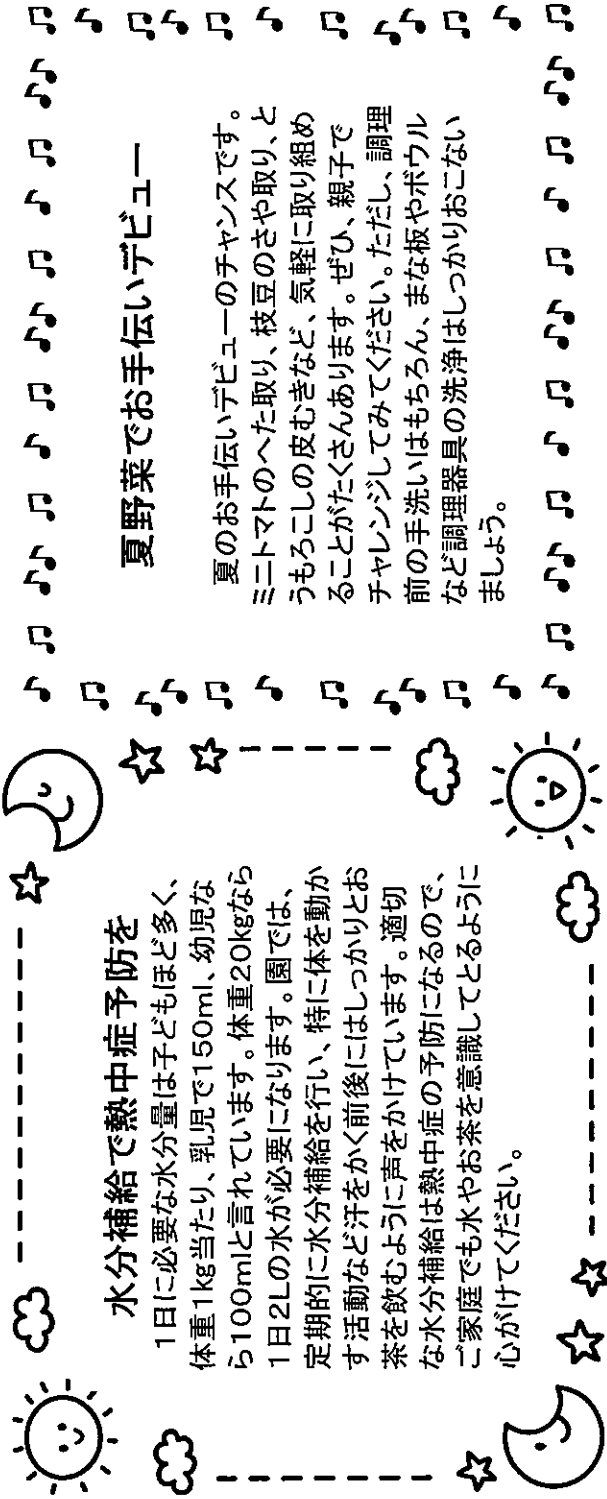 水分補給で熱中症予防を
1日に必要な水分量は子どもほど多く、
体重1kg当たり、乳児で150ml、幼児な
ら100mlと言れています。体重20kgなら
1日2Lの水が必要になります。園では、
定期的に水分補給を行い、特に体を動か
す活動など汗をかく前後にはしっかりとお
茶を飲むように声をかけています。適切
な水分補給は熱中症の予防になるので、
ご家庭でも水やお茶を意識してとるように
心がけてください。
夏野菜でお手伝いデビュー
夏のお手伝いデビューのチャンスです。
ミニトマトのへた取り、枝豆のさや取り、と
うもろこしの皮むきなど、気軽に取り組め
ることがたくさんあります。ぜひ、親子で
チャレンジしてみてください。ただし、調理
前の手洗いはもちろん、まな板やボウル
など調理器具の洗浄はしっかりおこない
ましょう。